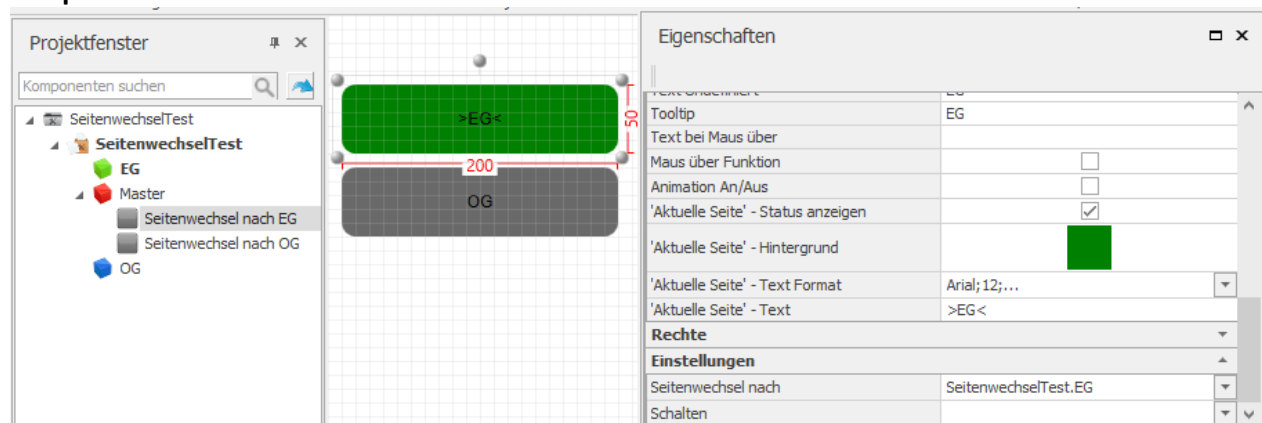 Projektfenster
Komponenten suchen
SeitenwechselTest
SeitenwechselTest
EG
Master
Seitenwechsel nach EG
Seitenwechsel nach OG
OG
>EG<
50
200
OG
Eigenschaften
Tooltip EG
Text bei Maus über
Maus über Funktion
Animation An/Aus
'Aktuelle Seite' - Status anzeigen
'Aktuelle Seite' - Hintergrund
'Aktuelle Seite' - Text Format Arial;12;...
'Aktuelle Seite' - Text >EG<
Rechte
Einstellungen
Seitenwechsel nach SeitenwechselTest.EG
Schalten